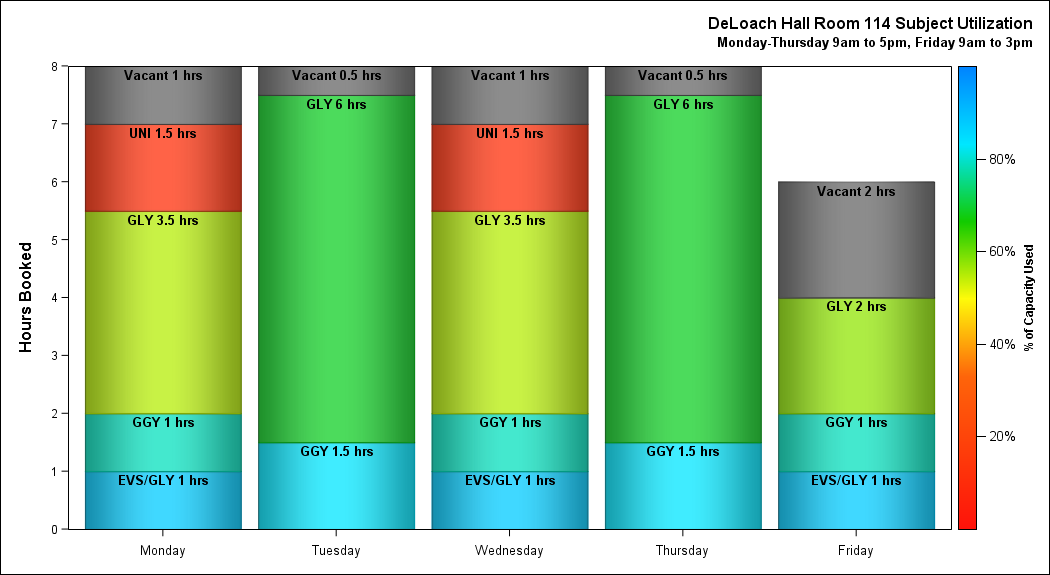 DeLoach Hall Room 114 Subject Utilization
Monday-Thursday 9am to 5pm, Friday 9am to 3pm
Hours Booked
8
7
6
5
4
3
2
1
0
Vacant 1 hrs
UNI 1.5 hrs
GLY 3.5 hrs
GGY 1 hrs
EVS/GLY 1 hrs
Monday
Vacant 0.5 hrs
GLY 6 hrs
GGY 1.5 hrs
Tuesday
Vacant 1 hrs
UNI 1.5 hrs
GLY 3.5 hrs
GGY 1 hrs
EVS/GLY 1 hrs
Wednesday
Vacant 0.5 hrs
GLY 6 hrs
GGY 1.5 hrs
Thursday
Vacant 2 hrs
GLY 2 hrs
GGY 1 hrs
EVS/GLY 1 hrs
Friday
80%
60%
40%
20%
% of Capacity Used